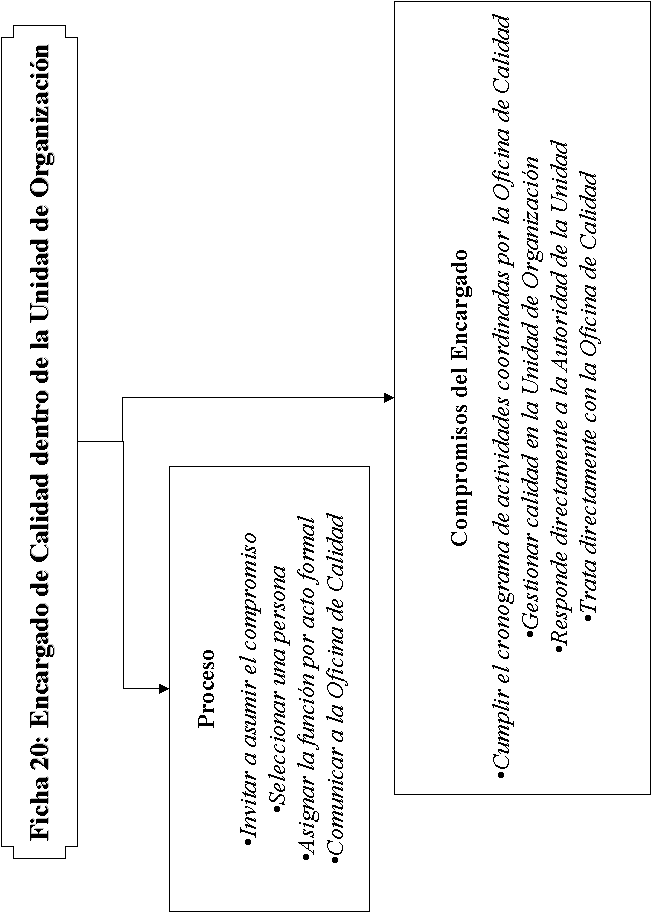 Ficha 20: Encargado de Calidad dentro de la Unidad de Organización
Proceso
•Invitar a asumir el compromiso
•Seleccionar una persona
•Asignar la función por acto formal
•Comunicar a la Oficina de Calidad
Compromisos del Encargado
•Cumplir el cronograma de actividades coordinadas por la Oficina de Calidad
•Gestionar calidad en la Unidad de Organización
•Responde directamente a la Autoridad de la Unidad
•Trata directamente con la Oficina de Calidad